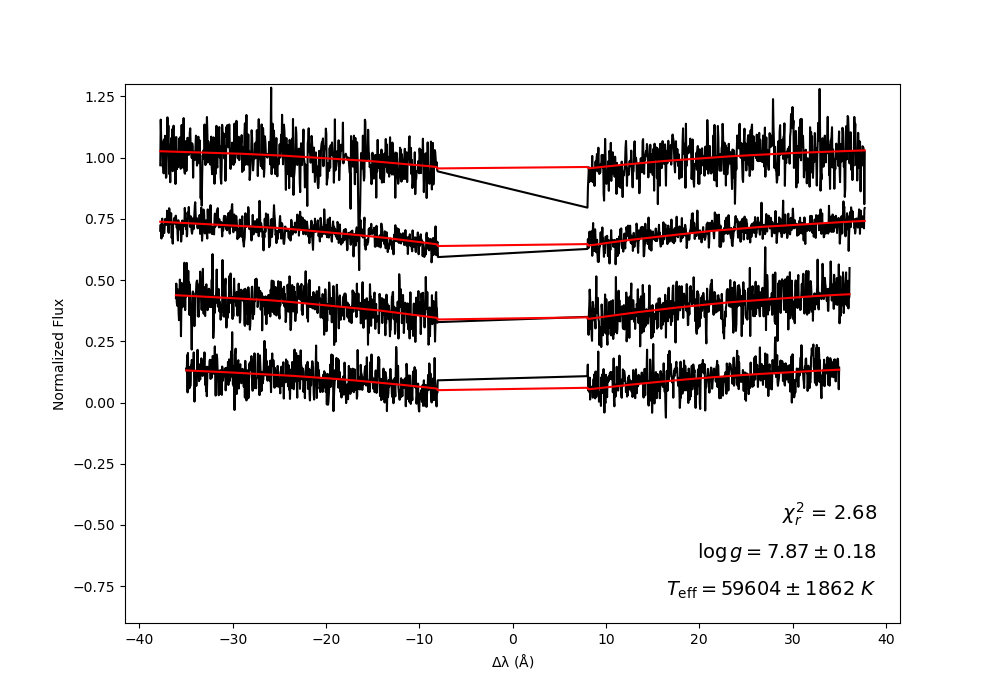 1.25
1.00
0.75
0.50
0.25
0.00
−0.25
−0.50
−0.75
Normalized Flux
χ²ᵣ = 2.68
log g = 7.87 ± 0.18
T_eff = 59604 ± 1862 K
−40 −30 −20 −10 0 10 20 30 40
Δλ (Å)